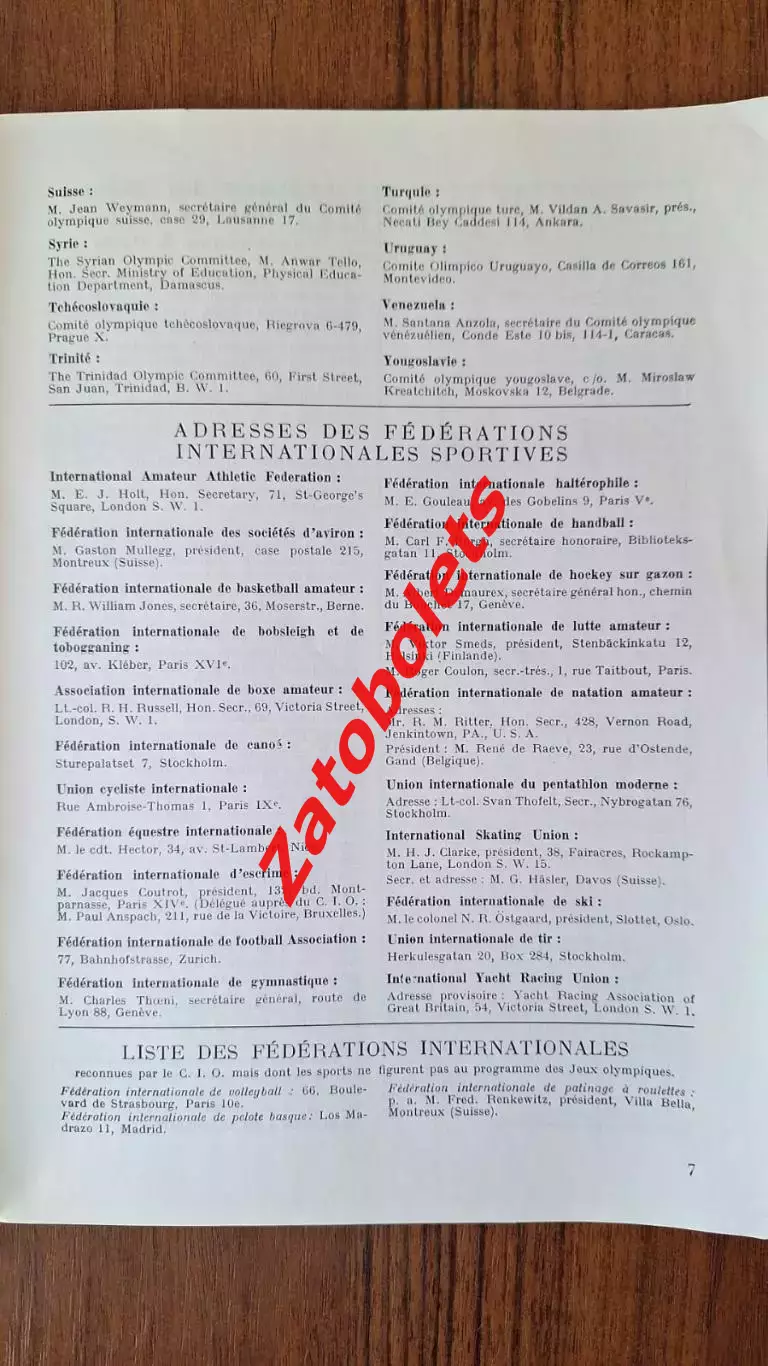 Suisse :
M. Jean Weymann, secrétaire général du Comité
olympique suisse, case 29, Lausanne 17.
Syrie :
The Syrian Olympic Committee, M. Anwar Tello,
Hon. Secr. Ministry of Education, Physical Educa-
tion Department, Damascus.
Tchécoslovaquie :
Comité olympique tchécoslovaque, Riegrova 6-479,
Prague X.
Trinité :
The Trinidad Olympic Committee, 60, First Street,
San Juan, Trinidad, B. W. I.
Turquie :
Comité olympique turc, M. Vildan A. Savasir, prés.,
Necati Bey Caddesi 114, Ankara.
Uruguay :
Comite Olimpico Uruguayo, Casilla de Correos 161,
Montevideo.
Venezuela :
M. Santana Anzola, secrétaire du Comité olympique
vénézuélien, Conde Este 10 bis, 114-1, Caracas.
Yougoslavie :
Comité olympique yougoslave, c/o. M. Miroslaw
Kreatchitch, Moskovska 12, Belgrade.
ADRESSES DES FÉDÉRATIONS
INTERNATIONALES SPORTIVES
International Amateur Athletic Federation :
M. E. J. Holt, Hon. Secretary, 71, St-George's
Square, London S. W. 1.
Fédération internationale des sociétés d'aviron :
M. Gaston Mullegg, président, case postale 215,
Montreux (Suisse).
Fédération internationale de basketball amateur :
M. R. William Jones, secrétaire, 36, Moserstr., Berne.
Fédération internationale de bobsleigh et de
tobogganing :
102, av. Kléber, Paris XVIe.
Association internationale de boxe amateur :
Lt.-col. R. H. Russell, Hon. Secr., 69, Victoria Street,
London, S. W. 1.
Fédération internationale de canoë :
Sturepalatset 7, Stockholm.
Union cycliste internationale :
Rue Ambroise-Thomas 1, Paris IXe.
Fédération équestre internationale :
M. le cdt. Hector, 34, av. St-Lambert, Nice
Fédération internationale d'escrime :
M. Jacques Coutrot, président, bd. Mont-
parnasse, Paris XIVe. (Délégué auprès du C. I. O. :
M. Paul Anspach, 211, rue de la Victoire, Bruxelles.)
Fédération internationale de football Association :
77, Bahnhofstrasse, Zurich.
Fédération internationale de gymnastique :
M. Charles Thœni, secrétaire général, route de
Lyon 88, Genève.
Fédération internationale haltérophile :
M. E. Gouleau, des Gobelins 9, Paris Ve.
Fédération internationale de handball :
M. Carl F. secrétaire honoraire, Biblioteks-
gatan 11, Stockholm.
Fédération internationale de hockey sur gazon :
M. Albert Demaurex, secrétaire général hon., chemin
du Bouchet 17, Genève.
Fédération internationale de lutte amateur :
M. Viktor Smeds, président, Stenbäckinkatu 12,
Helsinki (Finlande).
M. Roger Coulon, secr.-trés., 1, rue Taitbout, Paris.
Fédération internationale de natation amateur :
Adresses :
Mr. R. M. Ritter, Hon. Secr., 428, Vernon Road,
Jenkintown, PA., U. S. A.
Président : M. René de Raeve, 23, rue d'Ostende,
Gand (Belgique).
Union internationale du pentathlon moderne :
Adresse : Lt-col. Svan Thofelt, Secr., Nybrogatan 76,
Stockholm.
International Skating Union :
M. H. J. Clarke, président, 38, Fairacres, Rockamp-
ton Lane, London S. W. 15.
Secr. et adresse : M. G. Häsler, Davos (Suisse).
Fédération internationale de ski :
M. le colonel N. R. Östgaard, président, Slottet, Oslo.
Union internationale de tir :
Herkulesgatan 20, Box 284, Stockholm.
International Yacht Racing Union :
Adresse provisoire : Yacht Racing Association of
Great Britain, 54, Victoria Street, London S. W. 1.
LISTE DES FÉDÉRATIONS INTERNATIONALES
reconnues par le C. I. O. mais dont les sports ne figurent pas au programme des Jeux olympiques.
Fédération internationale de volleyball : 66, Boule-
vard de Strasbourg, Paris 10e.
Fédération internationale de pelote basque : Los Ma-
drazo 11, Madrid.
Fédération internationale de patinage à roulettes :
p. a. M. Fred. Renkewitz, président, Villa Bella,
Montreux (Suisse).
7
Zatobolets